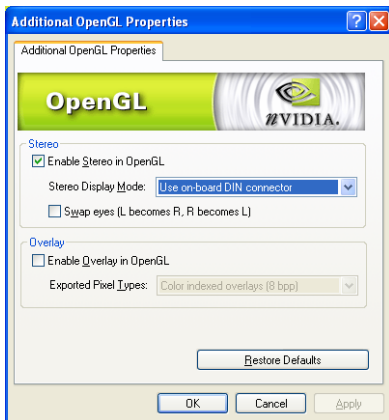 Additional OpenGL Properties
Additional OpenGL Properties
OpenGL
nVIDIA.
Stereo
Enable Stereo in OpenGL
Stereo Display Mode: Use on-board DIN connector
Swap eyes (L becomes R, R becomes L)
Overlay
Enable Overlay in OpenGL
Exported Pixel Types: Color indexed overlays (8 bpp)
Restore Defaults
OK Cancel Apply